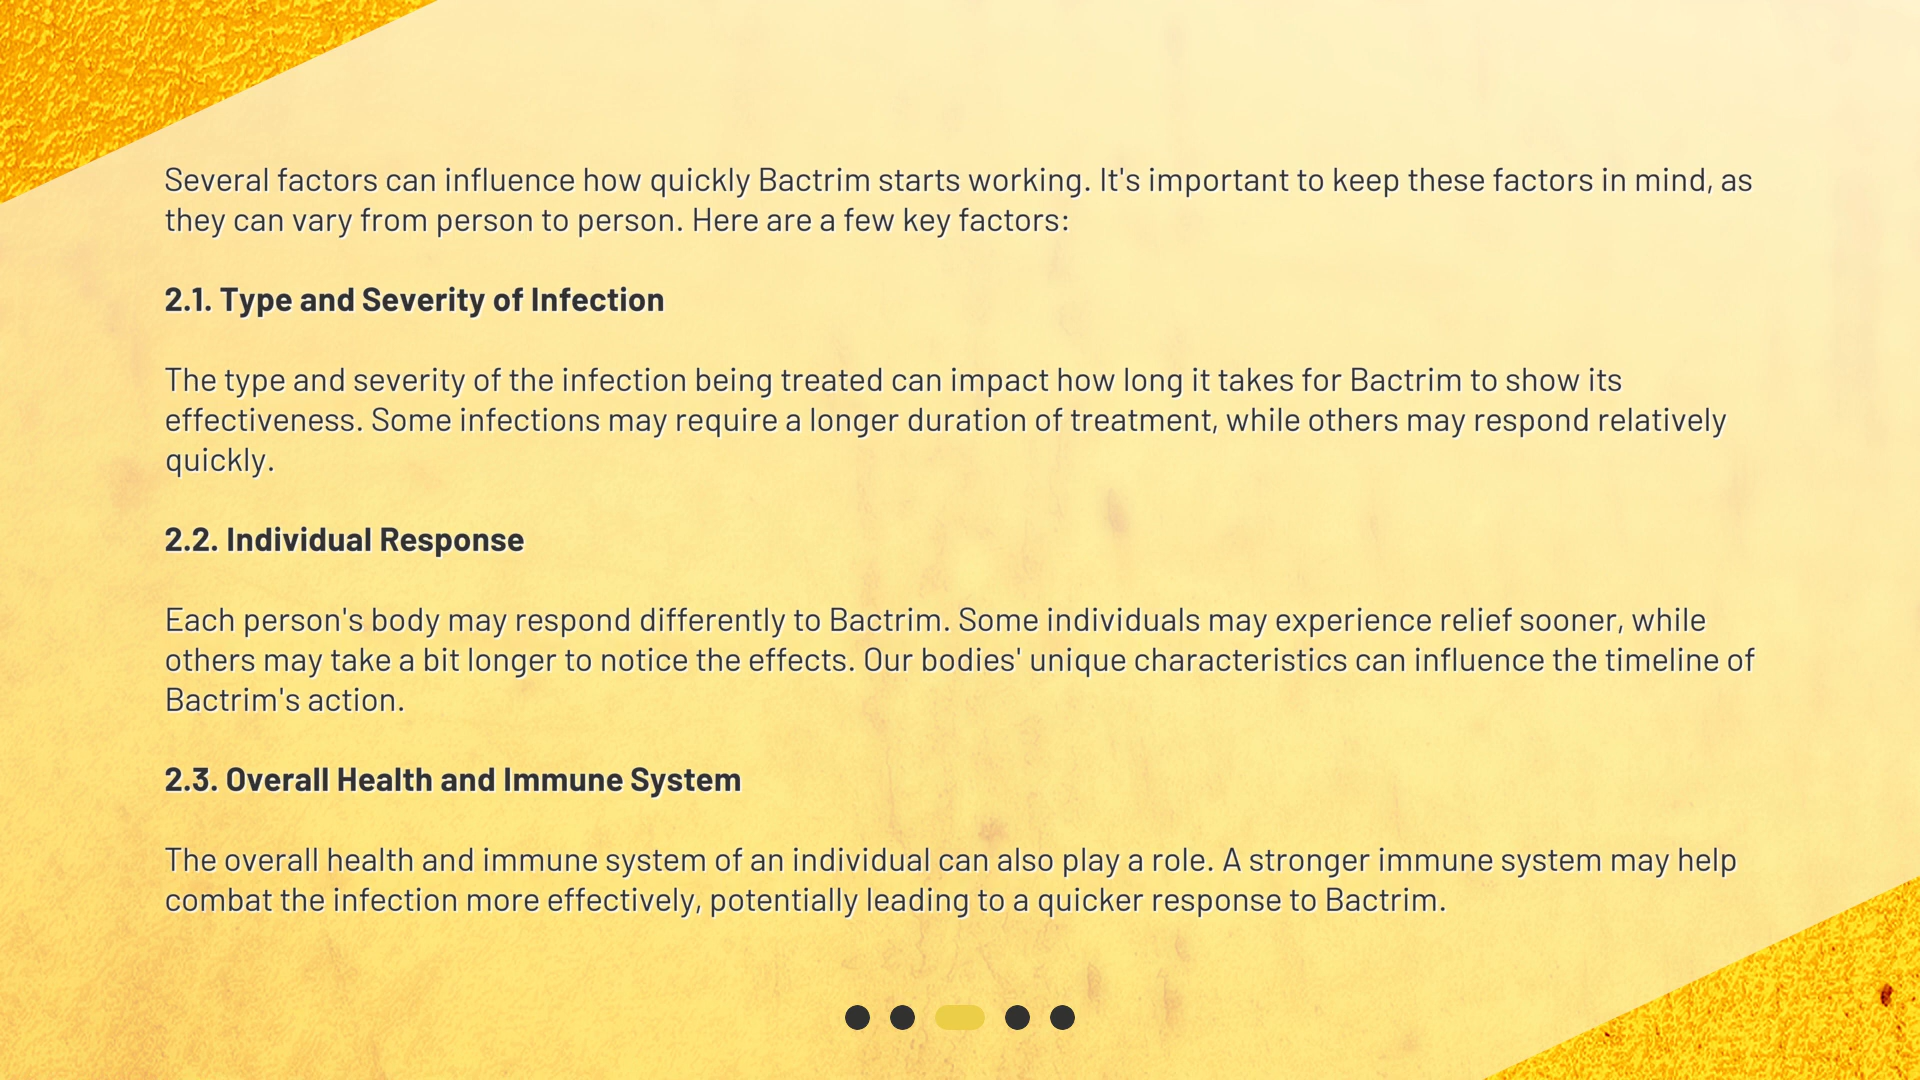 Several factors can influence how quickly Bactrim starts working. It's important to keep these factors in mind, as
they can vary from person to person. Here are a few key factors:
2.1. Type and Severity of Infection
The type and severity of the infection being treated can impact how long it takes for Bactrim to show its
effectiveness. Some infections may require a longer duration of treatment, while others may respond relatively
quickly.
2.2. Individual Response
Each person's body may respond differently to Bactrim. Some individuals may experience relief sooner, while
others may take a bit longer to notice the effects. Our bodies' unique characteristics can influence the timeline of
Bactrim's action.
2.3. Overall Health and Immune System
The overall health and immune system of an individual can also play a role. A stronger immune system may help
combat the infection more effectively, potentially leading to a quicker response to Bactrim.